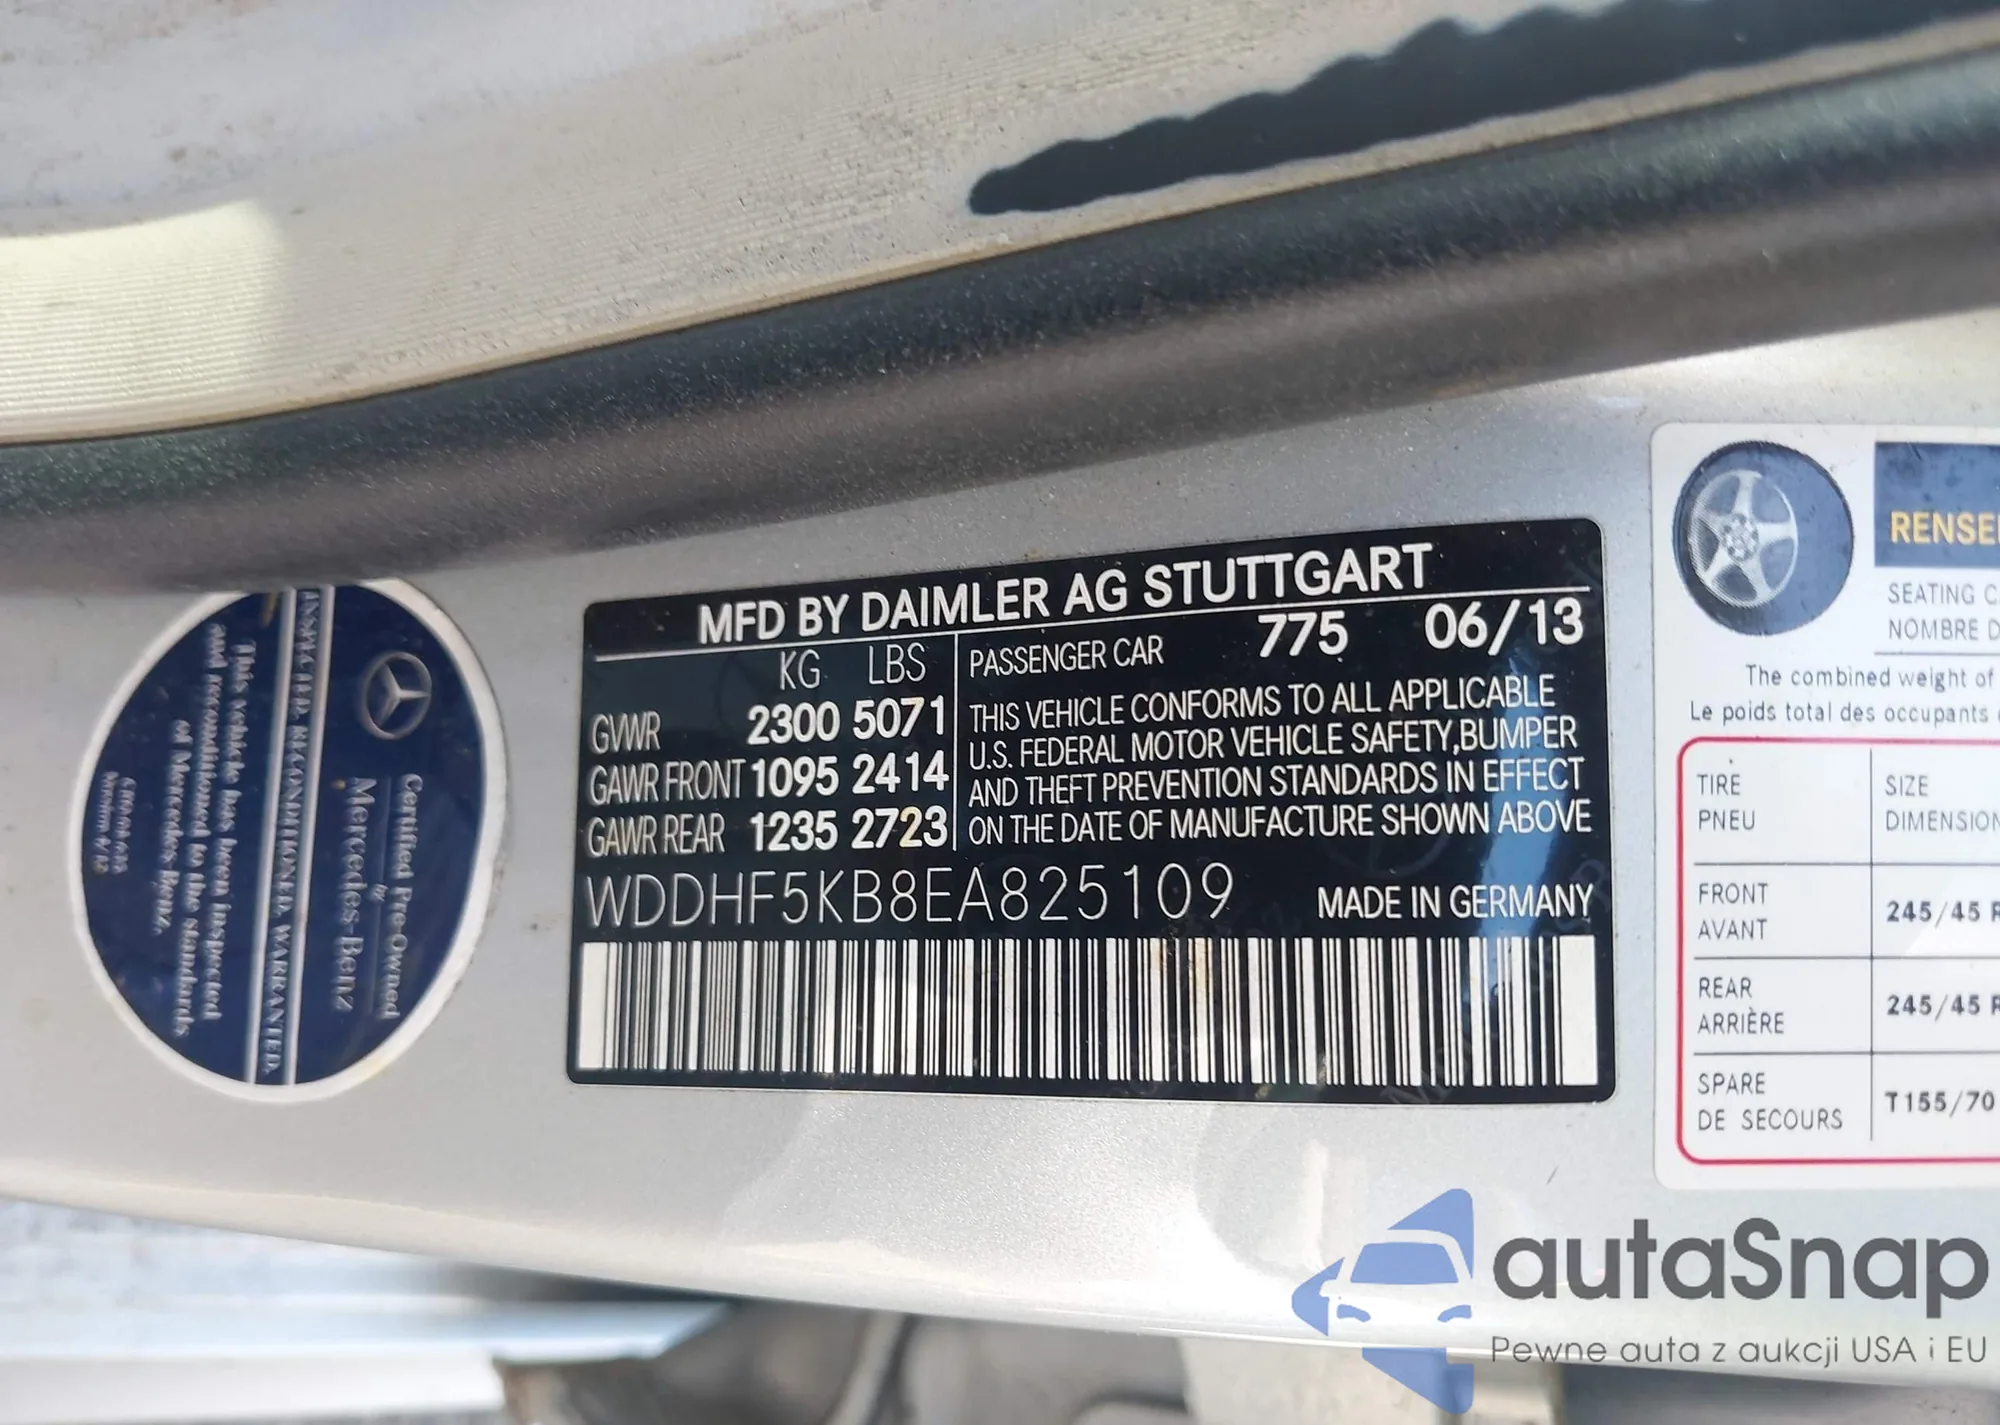 MFD BY DAIMLER AG STUTTGART
KG LBS
GVWR 2300 5071
GAWR FRONT 1095 2414
GAWR REAR 1235 2723
PASSENGER CAR 775 06/13
THIS VEHICLE CONFORMS TO ALL APPLICABLE
U.S. FEDERAL MOTOR VEHICLE SAFETY,BUMPER
AND THEFT PREVENTION STANDARDS IN EFFECT
ON THE DATE OF MANUFACTURE SHOWN ABOVE
WDDHF5KB8EA825109 MADE IN GERMANY
Certified Pre-Owned
by
Mercedes-Benz
INSPECTED, RECONDITIONED, WARRANTED.
This vehicle has been inspected
and reconditioned to the standards
of Mercedes-Benz.
RENSE
SEATING C
NOMBRE D
The combined weight of
Le poids total des occupants
TIRE
PNEU
SIZE
DIMENSION
FRONT
AVANT
245/45 R
REAR
ARRIÈRE
245/45 R
SPARE
DE SECOURS
T155/70
autaSnap
Pewne auta z aukcji USA i EU